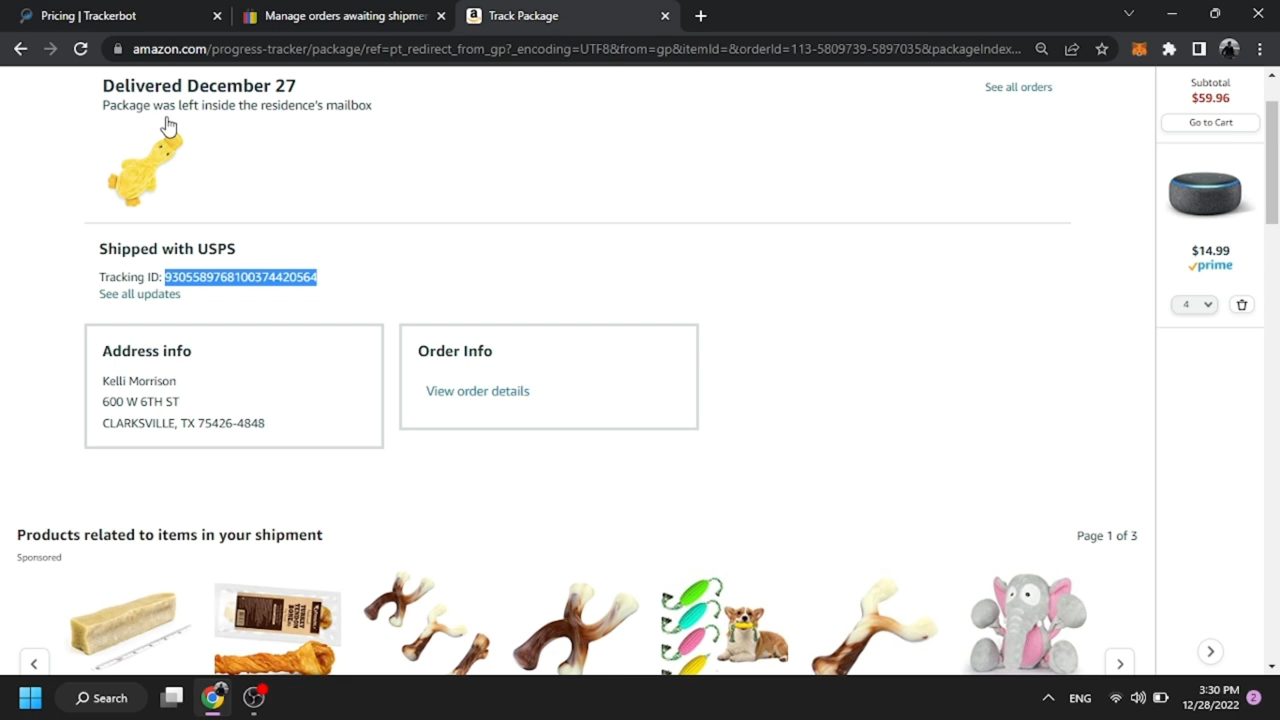 Pricing | Trackerbot
Manage orders awaiting shipmen
Track Package
amazon.com/progress-tracker/package/ref=pt_redirect_from_gp?_encoding=UTF8&from=gp&itemId=&orderId=113-5809739-5897035&packageIndex...
Delivered December 27
Package was left inside the residence's mailbox
See all orders
Subtotal
$59.96
Go to Cart
$14.99
prime
4
Shipped with USPS
Tracking ID: 9305589768100374420564
See all updates
Address info
Kelli Morrison
600 W 6TH ST
CLARKSVILLE, TX 75426-4848
Order Info
View order details
Products related to items in your shipment
Page 1 of 3
Sponsored
Search
ENG
3:30 PM
12/28/2022
2